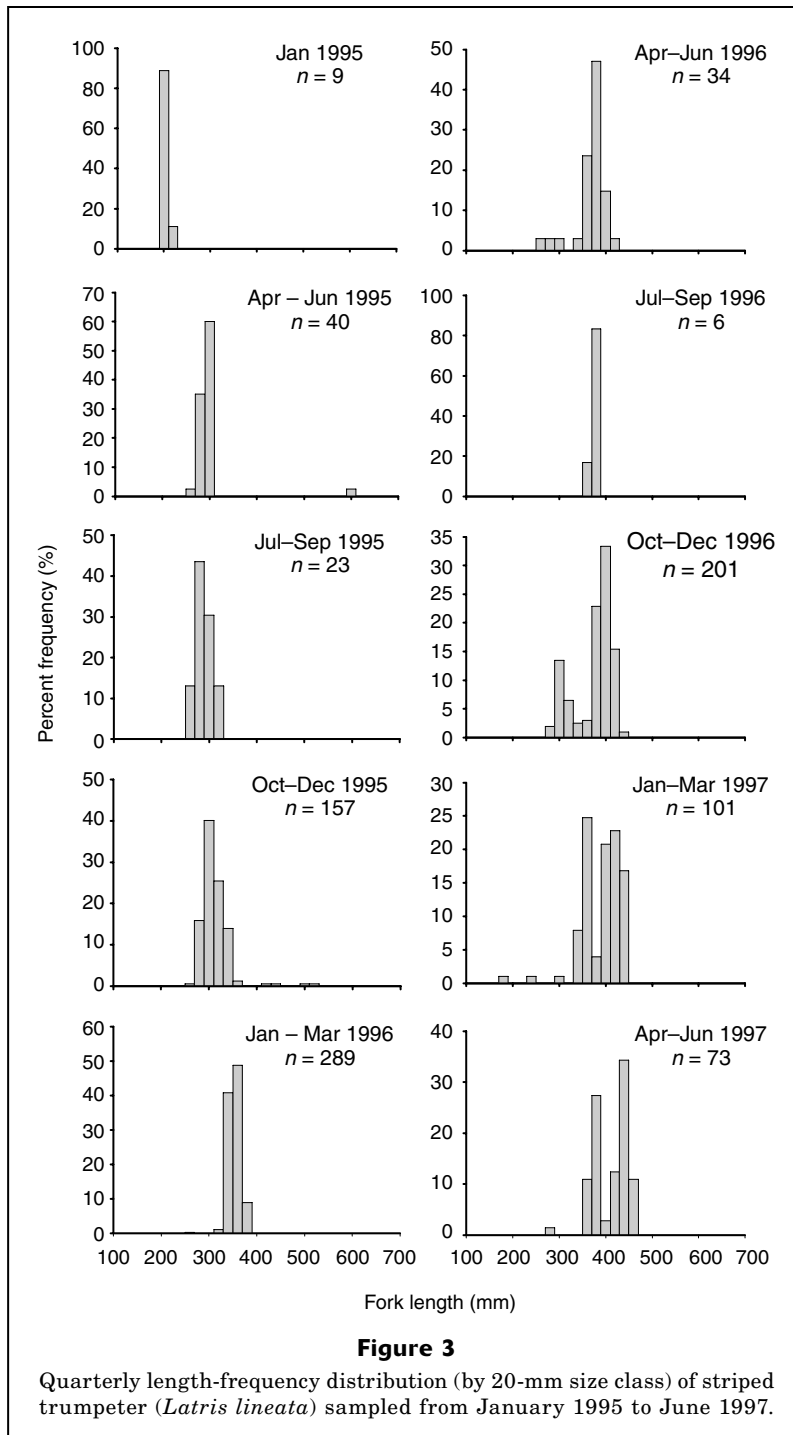 Jan 1995
n = 9
100
80
60
40
20
0
Apr–Jun 1996
n = 34
50
40
30
20
10
0
Apr – Jun 1995
n = 40
70
60
50
40
30
20
10
0
Jul–Sep 1996
n = 6
100
80
60
40
20
0
Percent frequency (%)
Jul–Sep 1995
n = 23
50
40
30
20
10
0
Oct–Dec 1996
n = 201
35
30
25
20
15
10
5
0
Oct–Dec 1995
n = 157
50
40
30
20
10
0
Jan–Mar 1997
n = 101
30
25
20
15
10
5
0
Jan – Mar 1996
n = 289
60
50
40
30
20
10
0
100 200 300 400 500 600 700
Apr–Jun 1997
n = 73
40
30
20
10
0
100 200 300 400 500 600 700
Fork length (mm)
Figure 3
Quarterly length-frequency distribution (by 20-mm size class) of striped
trumpeter (Latris lineata) sampled from January 1995 to June 1997.